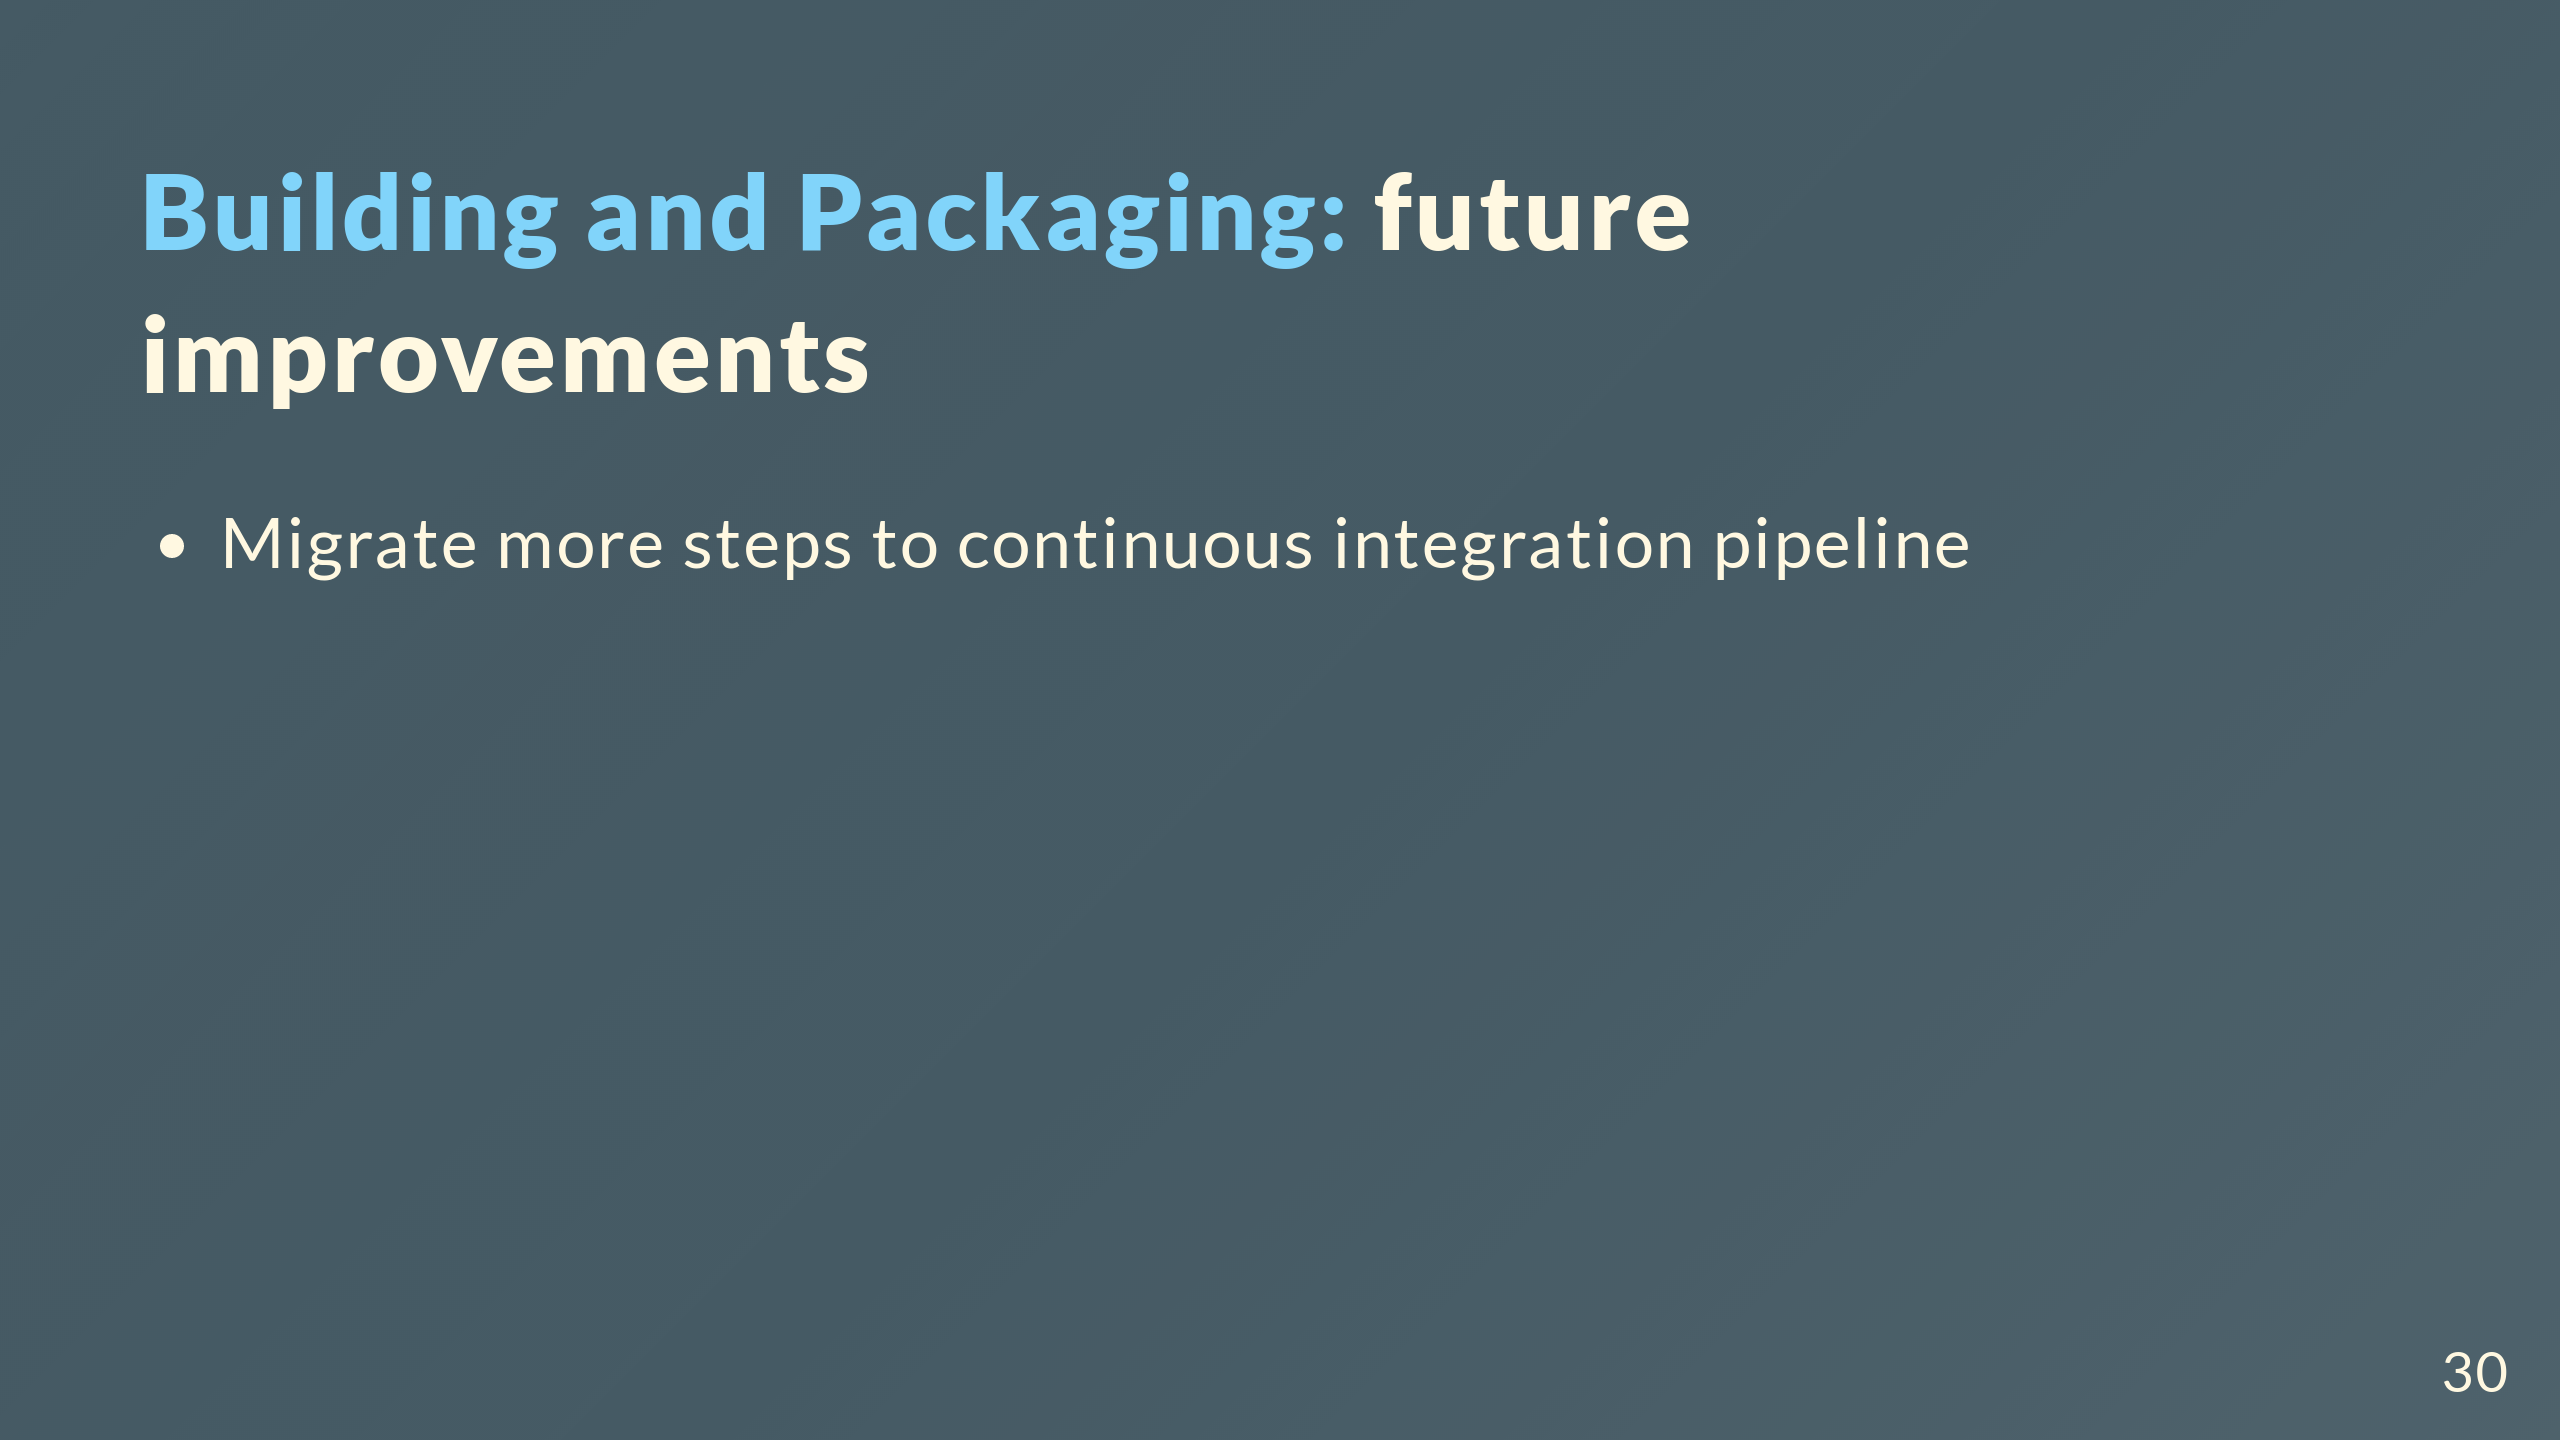 Building and Packaging: future
improvements
• Migrate more steps to continuous integration pipeline
30